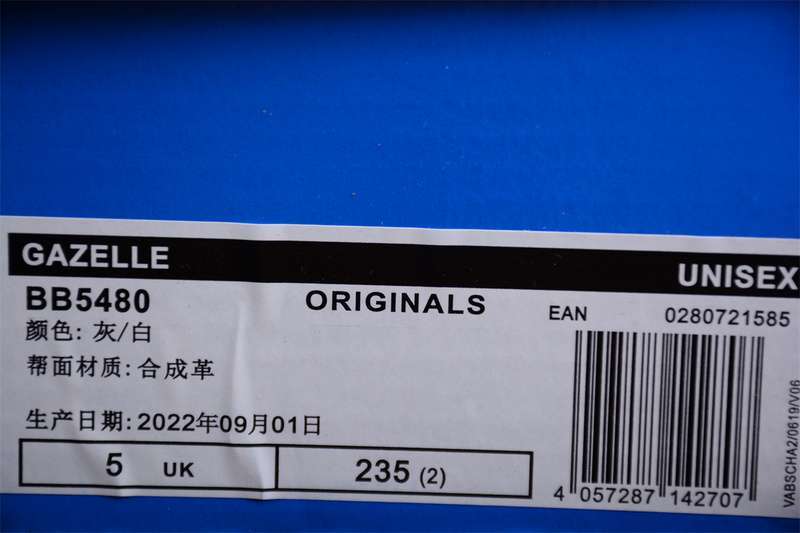 GAZELLE
UNISEX
BB5480
ORIGINALS
EAN 0280721585
颜色: 灰/白
帮面材质: 合成革
生产日期: 2022年09月01日
5 UK
235 (2)
4 057287 142707
VABSCHA2/0619/V06